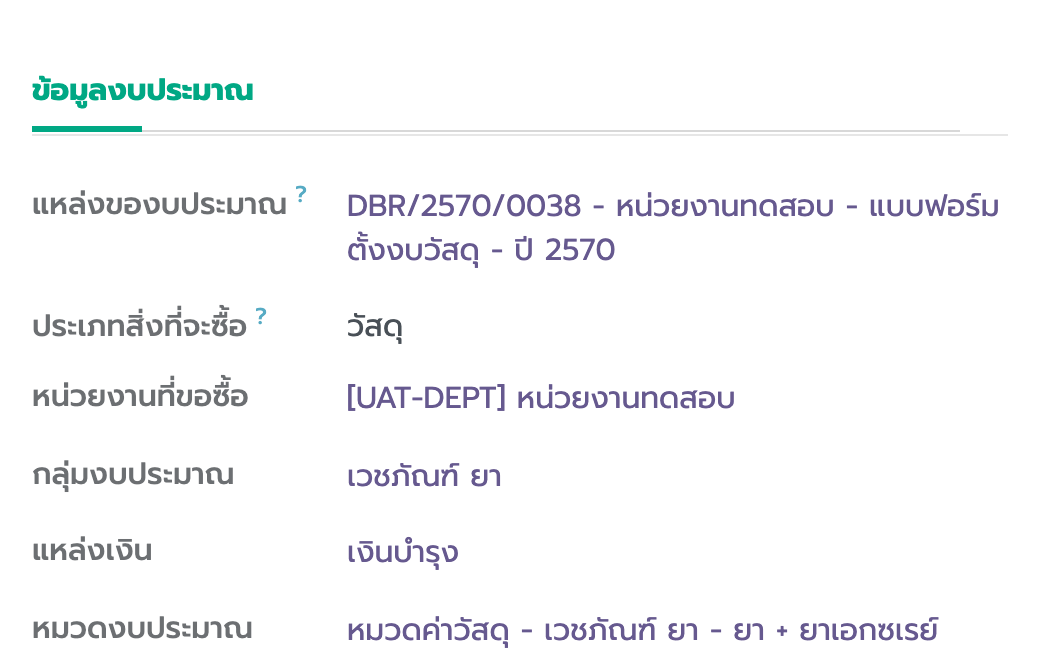 ข้อมูลงบประมาณ
แหล่งของบประมาณ ? DBR/2570/0038 - หน่วยงานทดสอบ - แบบฟอร์ม
ตั้งงบวัสดุ - ปี 2570
ประเภทสิ่งที่จะซื้อ ? วัสดุ
หน่วยงานที่ขอซื้อ [UAT-DEPT] หน่วยงานทดสอบ
กลุ่มงบประมาณ เวชภัณฑ์ ยา
แหล่งเงิน เงินบำรุง
หมวดงบประมาณ หมวดค่าวัสดุ - เวชภัณฑ์ ยา - ยา + ยาเอกซเรย์